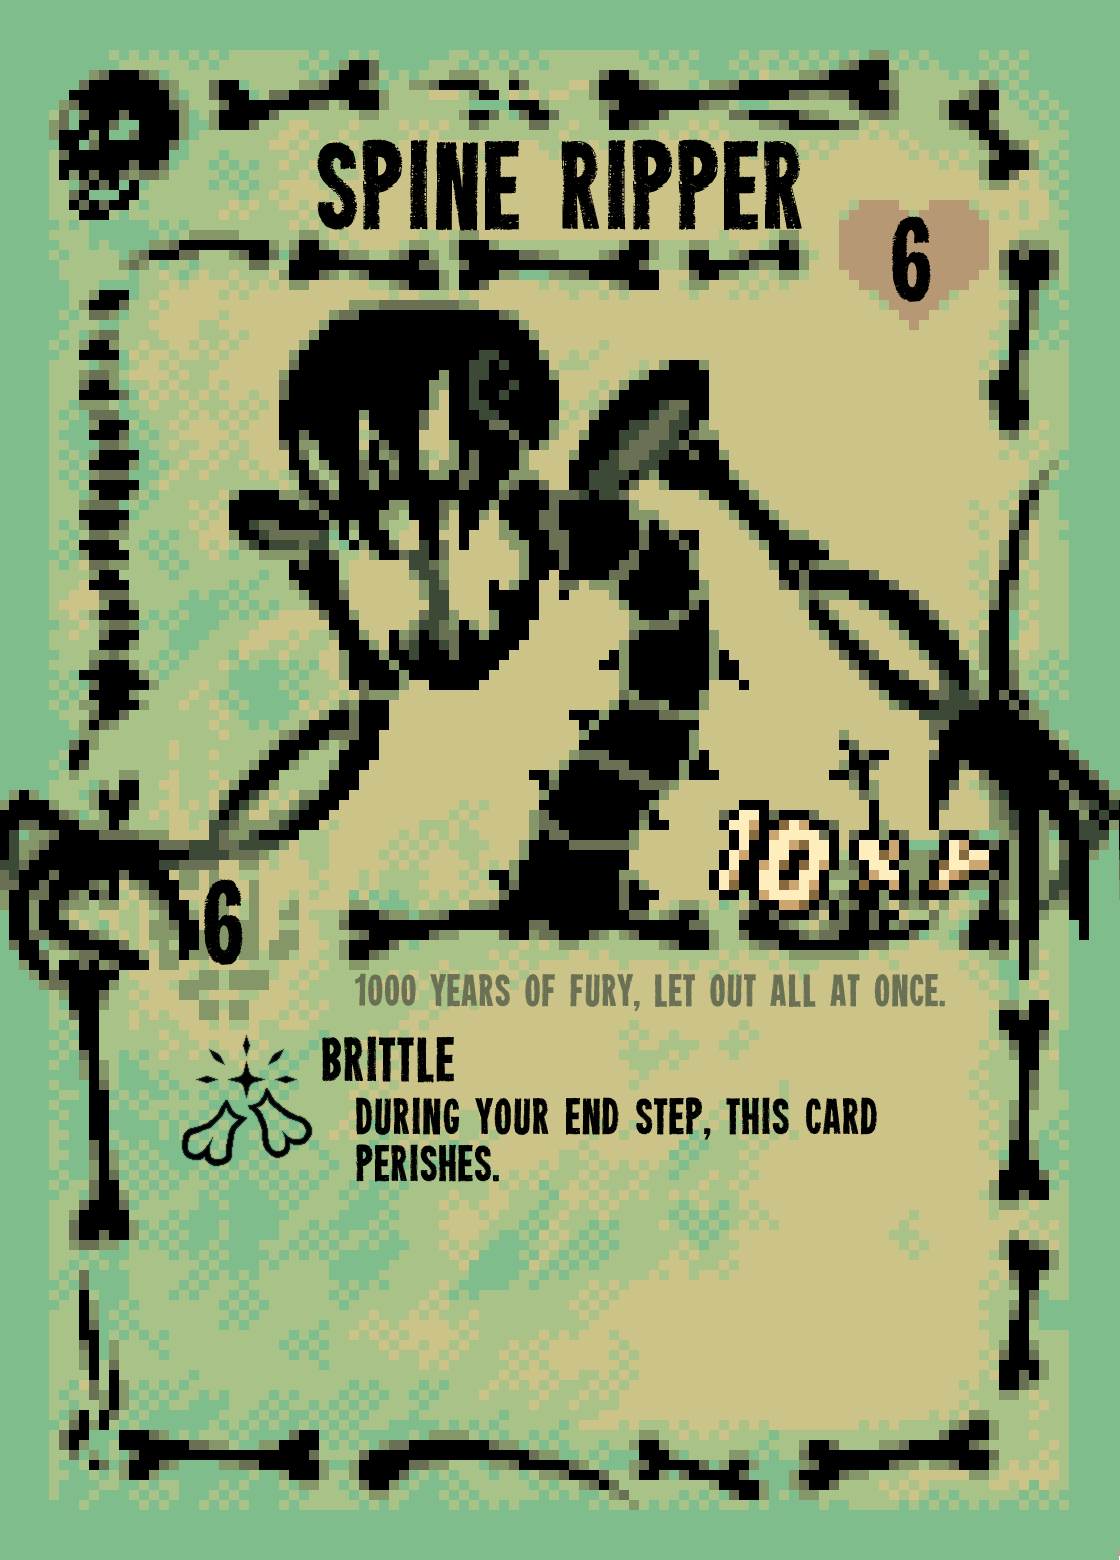 SPINE RIPPER
6
10 X
6
1000 YEARS OF FURY, LET OUT ALL AT ONCE.
BRITTLE
DURING YOUR END STEP, THIS CARD
PERISHES.